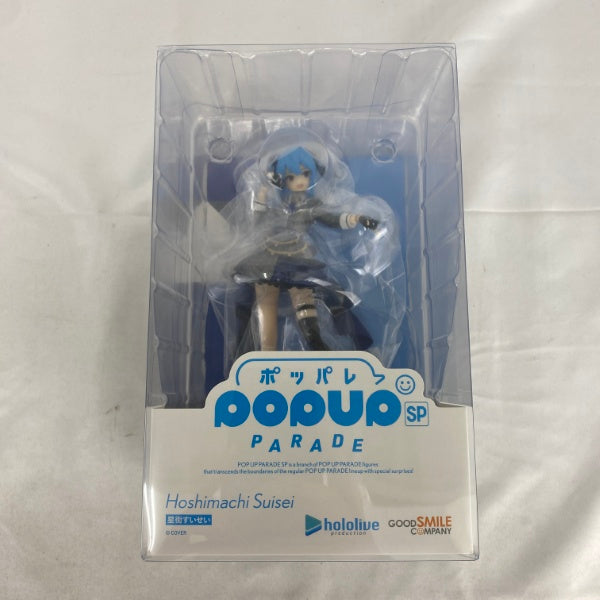 ポッパレ
POPUP SP
PARADE
POP UP PARADE SP is a branch of POP UP PARADE figures
that transcends the boundaries of the regular POP UP PARADE lineup with special surprises!
Hoshimachi Suisei
星街すいせい
© COVER
hololive
production
GOOD SMILE
COMPANY